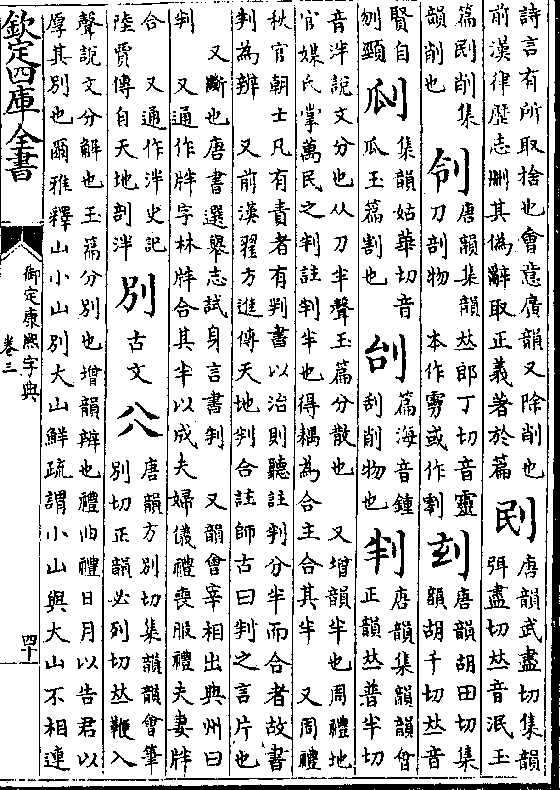 詩言有所取捨也會意廣韻又除削也
前漢律歷志刪其偽辭取正義著於篇
刡
唐韻武盡切集韻
弭盡切𠀤音泯玉
篇刡削集
韻削也
刢
唐韻集韻𠀤郎丁切音靈
刀剖物 本作或作
唐韻胡田切集
韻胡千切𠀤音
賢自
刎頸
集韻姑華切音
瓜玉篇割也
篇海音鍾
刮削物也
判
唐韻集韻韻會
正韻𠀤普半切
音泮說文分也从刀半聲玉篇分散也 又增韻半也周禮地
官媒氏掌萬民之判註判半也得耦為合主合其半 又周禮
秋官朝士凡有責者有判書以治則聽註判分半而合者故書
判為辨 又前漢翟方進傳天地判合註師古曰判之言片也
又斷也唐書選舉志試身言書判 又韻會宰相出典州曰
判 又通作牉字林牉合其半以成夫婦儀禮喪服禮夫妻牉
合 又通作泮史記
陸賈傳自天地剖泮
別 古文 𠔁
唐韻方別切集韻韻會筆
別切正韻必列切𠀤鞭入
聲說文分解也玉篇分別也增韻辨也禮曲禮日月以告君以
厚其別也爾雅釋山小山別大山鮮疏謂小山與大山不相連
欽定四庫全書
御定康熙字典
卷三
四十